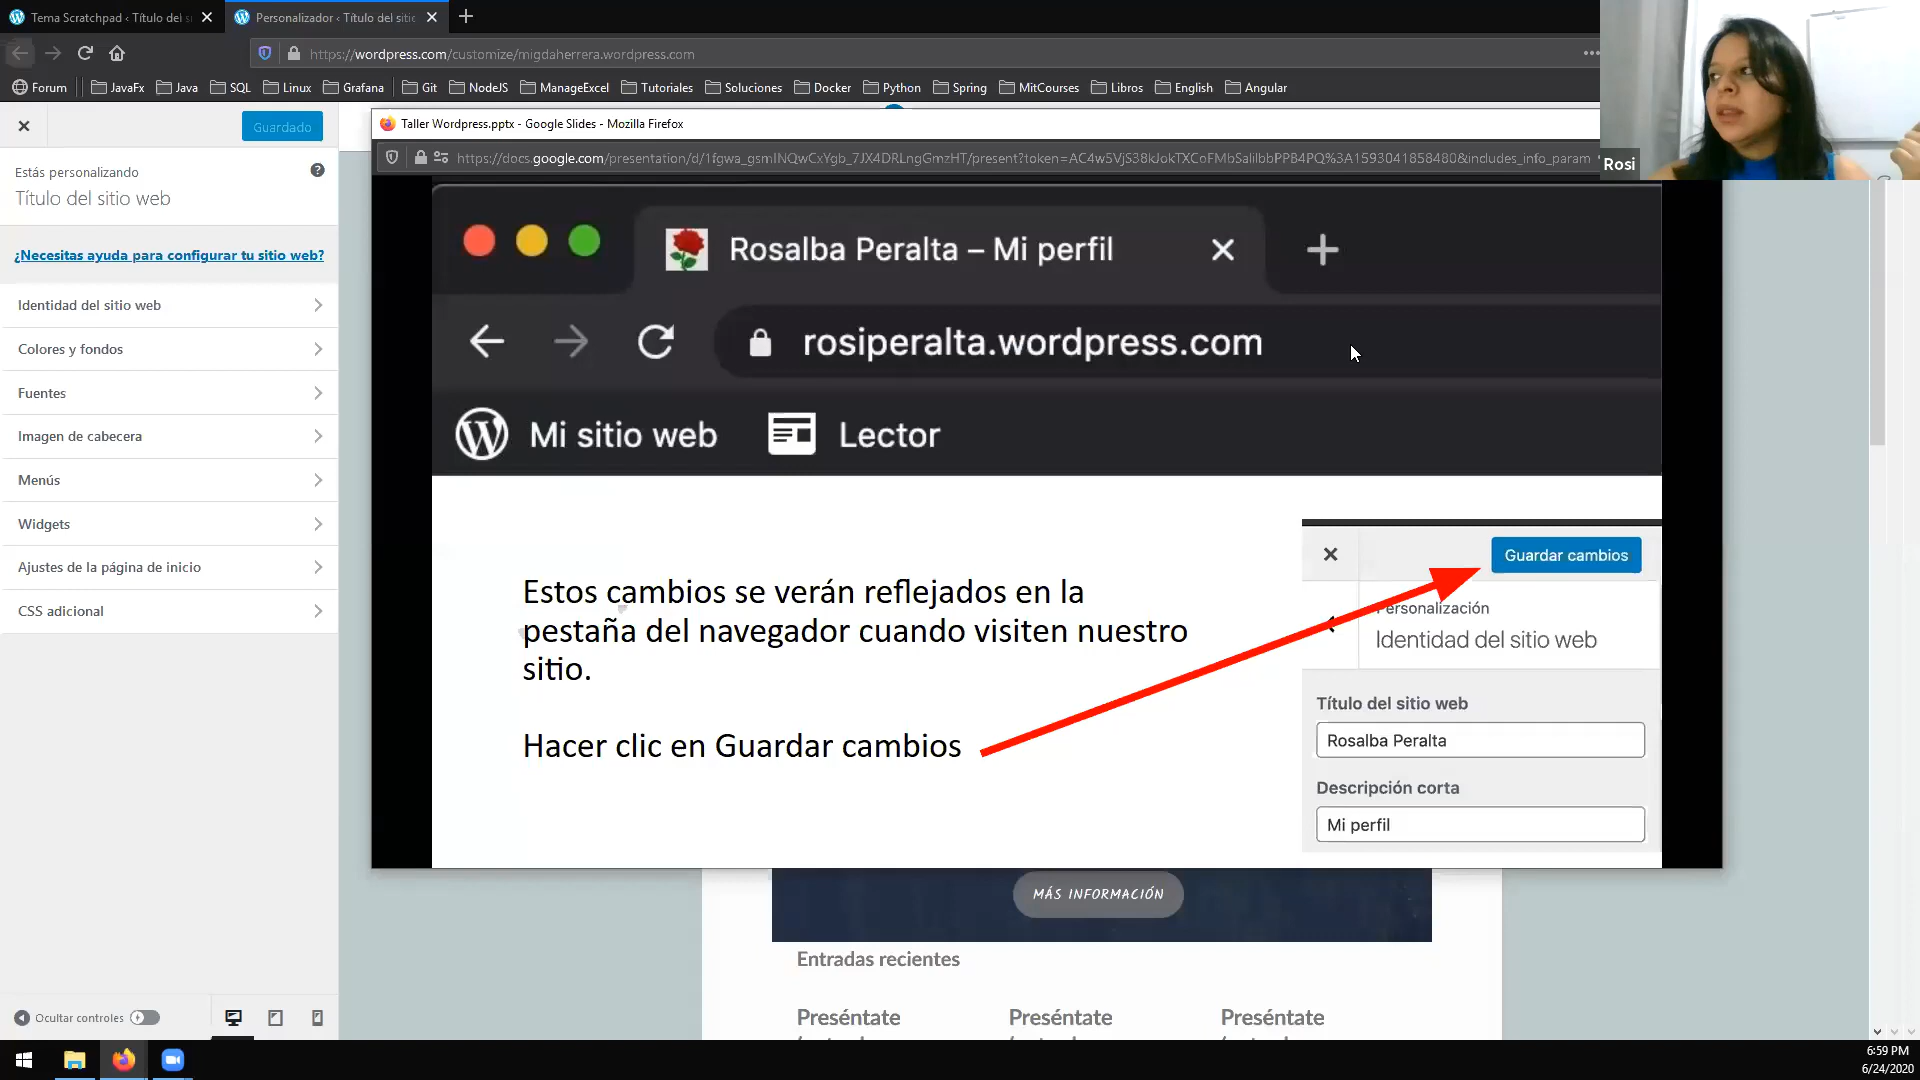 Tema Scratchpad ‹ Título del s
Personalizador ‹ Título del sitio
https://wordpress.com/customize/migdaherrera.wordpress.com
Forum
JavaFx
Java
SQL
Linux
Grafana
Git
NodeJS
ManageExcel
Tutoriales
Soluciones
Docker
Python
Spring
MitCourses
Libros
English
Angular
Guardado
Estás personalizando
Título del sitio web
¿Necesitas ayuda para configurar tu sitio web?
Identidad del sitio web
Colores y fondos
Fuentes
Imagen de cabecera
Menús
Widgets
Ajustes de la página de inicio
CSS adicional
Ocultar controles
Taller Wordpress.pptx - Google Slides - Mozilla Firefox
Rosi
Rosalba Peralta – Mi perfil
rosiperalta.wordpress.com
Mi sitio web
Lector
Estos cambios se verán reflejados en la
pestaña del navegador cuando visiten nuestro
sitio.
Hacer clic en Guardar cambios
Guardar cambios
Personalización
Identidad del sitio web
Título del sitio web
Rosalba Peralta
Descripción corta
Mi perfil
MÁS INFORMACIÓN
Entradas recientes
Preséntate
Preséntate
Preséntate
6:59 PM
6/24/2020